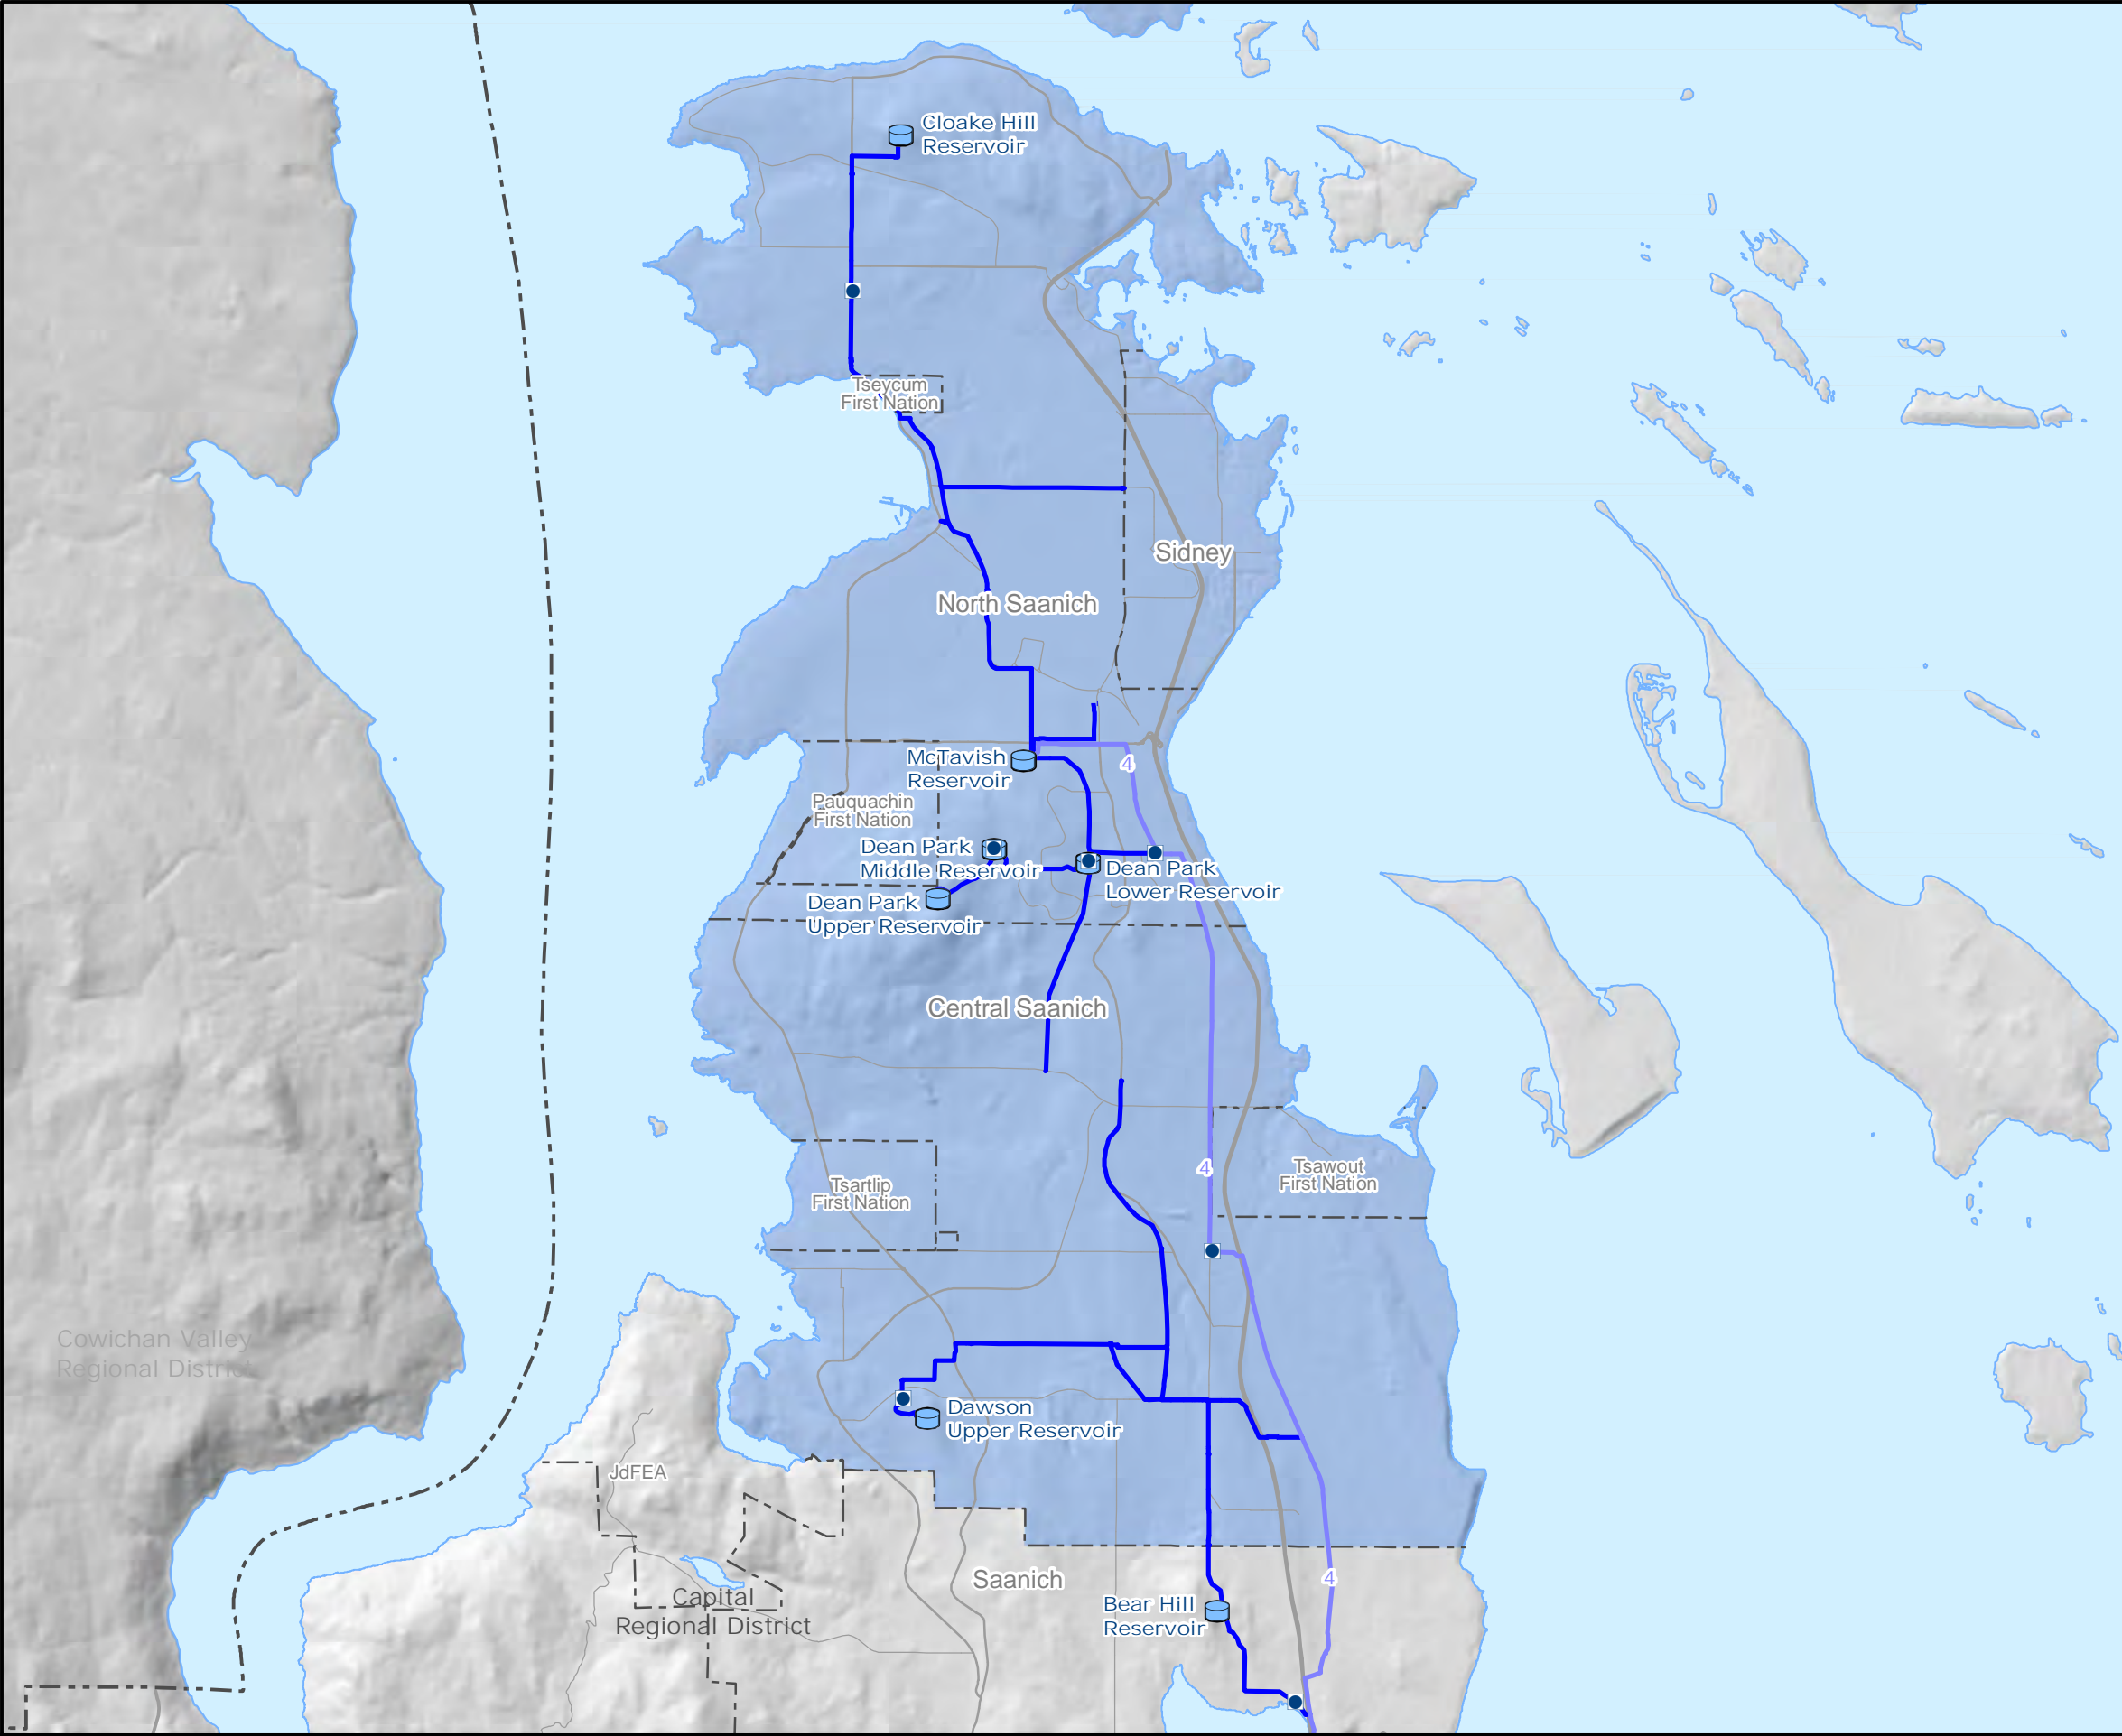 Cloake Hill
Reservoir
Tseycum
First Nation
Sidney
North Saanich
McTavish
Reservoir
4
Pauquachin
First Nation
Dean Park
Middle Reservoir
Dean Park
Lower Reservoir
Dean Park
Upper Reservoir
Central Saanich
4
Tsawout
First Nation
Tsartlip
First Nation
Cowichan Valley
Regional District
Dawson
Upper Reservoir
JdFEA
Saanich
4
Capital
Regional District
Bear Hill
Reservoir